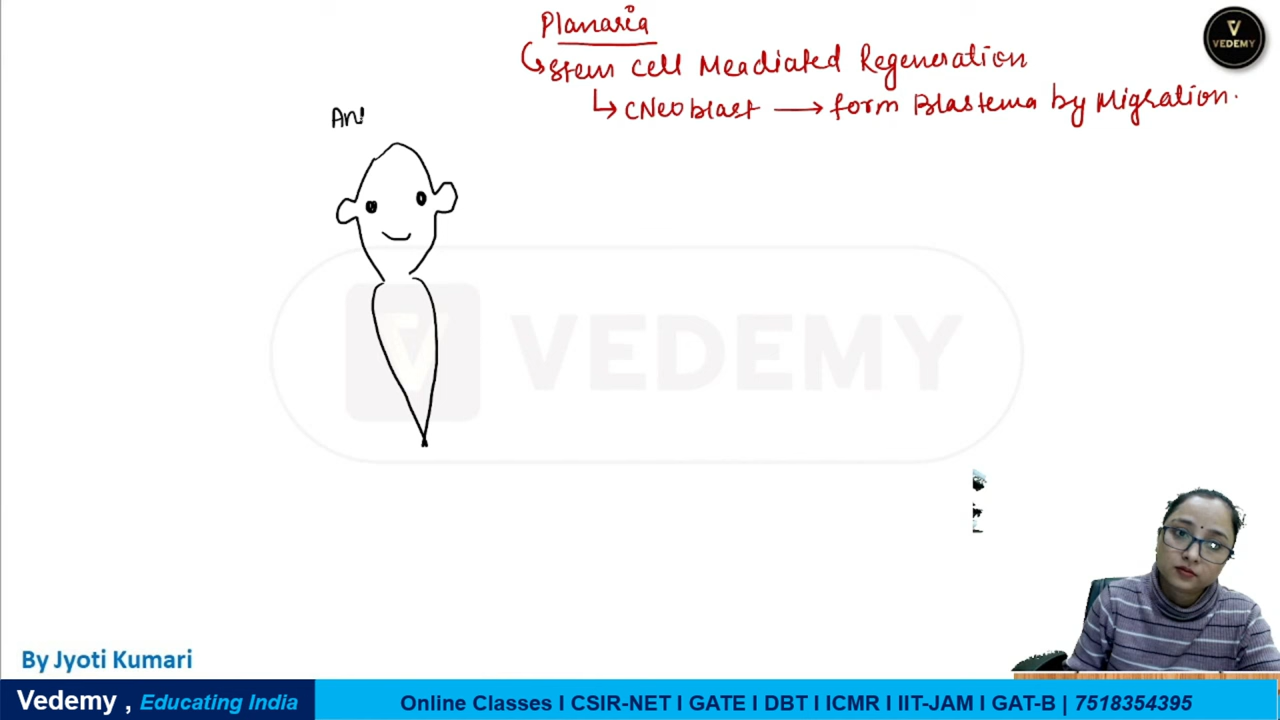 Planaria
VEDEMY
Stem Cell Meadiated Regeneration
CNeoblast → form Blastema by Migration.
An
VEDEMY
By Jyoti Kumari
Vedemy , Educating India
Online Classes I CSIR-NET I GATE I DBT I ICMR I IIT-JAM I GAT-B | 7518354395